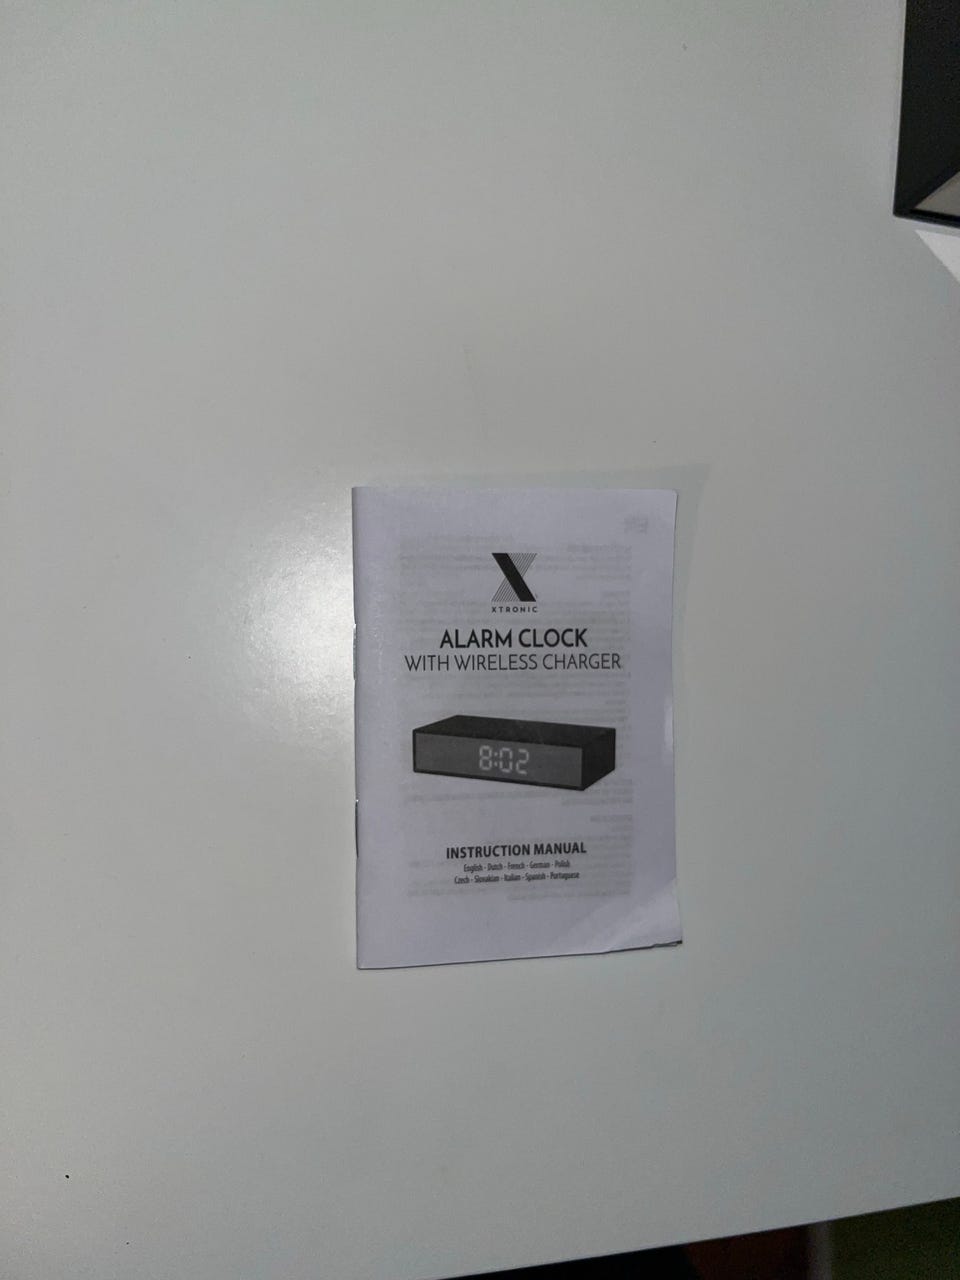 XTRONIC
ALARM CLOCK
WITH WIRELESS CHARGER
8:02
INSTRUCTION MANUAL
English - Dutch - French - German - Polish
Czech - Slovakian - Italian - Spanish - Portuguese